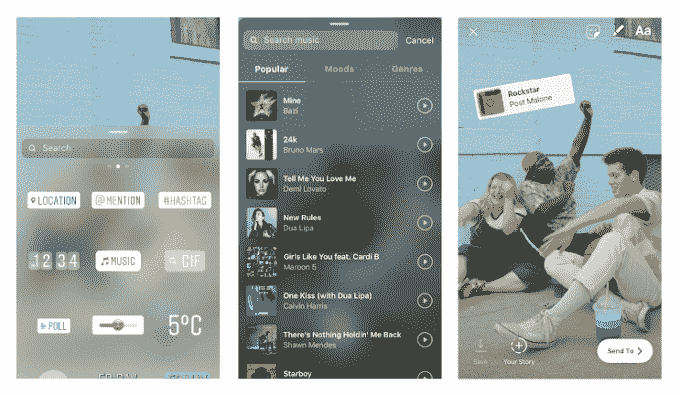 Search
LOCATION
@MENTION
#HASHTAG
12 34
MUSIC
GIF
POLL
5°C
FRIDAY
Search music
Cancel
Popular
Moods
Genres
Mine
Bazi
24k
Bruno Mars
Tell Me You Love Me
Demi Lovato
New Rules
Dua Lipa
Girls Like You feat. Cardi B
Maroon 5
One Kiss (with Dua Lipa)
Calvin Harris
There's Nothing Holdin' Me Back
Shawn Mendes
Starboy
Aa
Rockstar
Post Malone
Save
Your Story
Send To